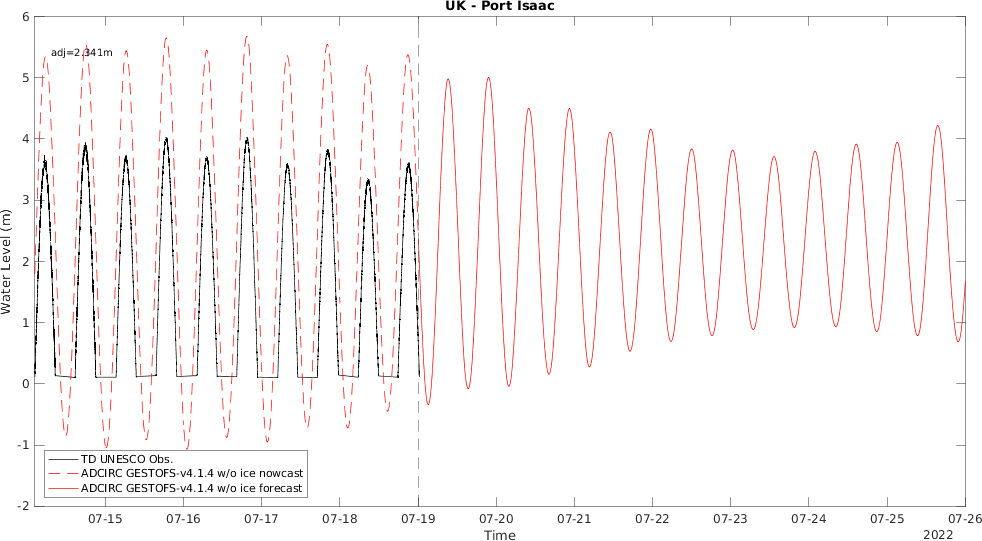 UK - Port Isaac
adj=2.341m
6
5
4
3
2
1
0
-1
-2
Water Level (m)
TD UNESCO Obs.
ADCIRC GESTOFS-v4.1.4 w/o ice nowcast
ADCIRC GESTOFS-v4.1.4 w/o ice forecast
07-15 07-16 07-17 07-18 07-19 07-20 07-21 07-22 07-23 07-24 07-25 07-26
Time
2022